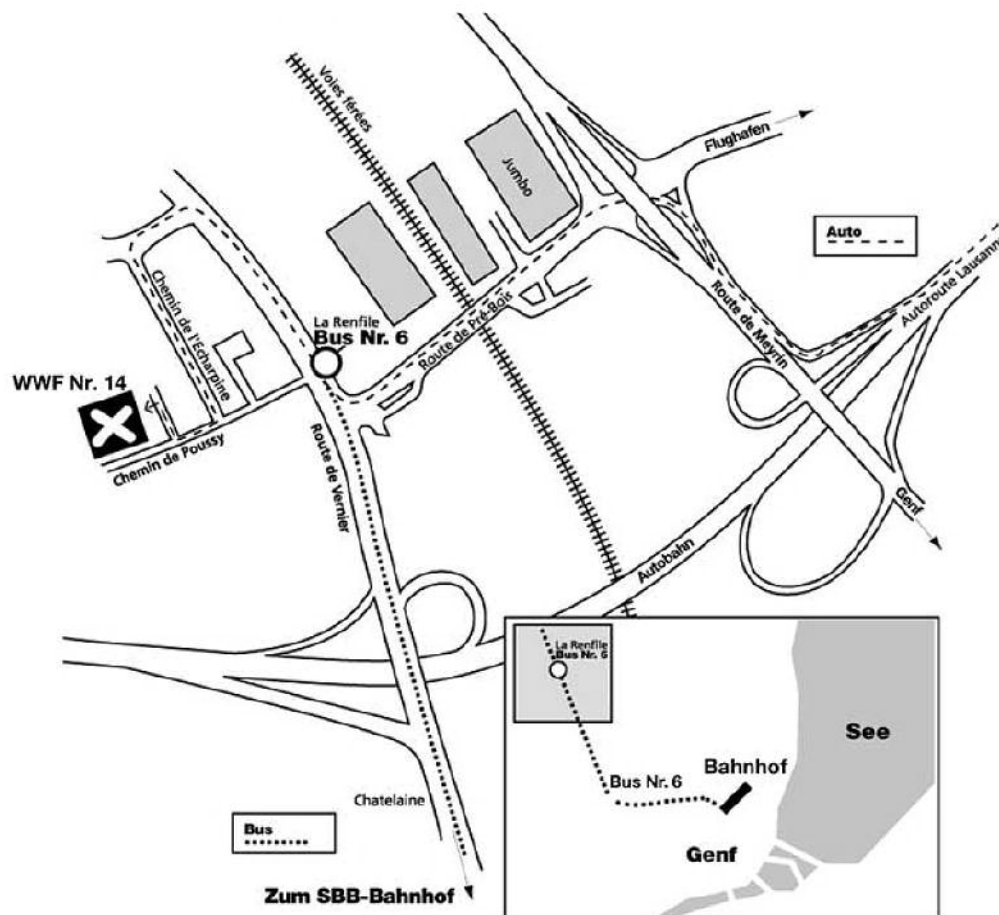 Voies férées
Jumbo
Flughafen
Auto
Autoroute Lausann
Route de Meyrin
Route de Pré-Bois
La Renfile
Bus Nr. 6
Chemin de l'Echarpine
WWF Nr. 14
Chemin de Poussy
Route de Vernier
Genf
Autobahn
La Renfile
Bus Nr. 6
See
Bahnhof
Bus Nr. 6
Genf
Chatelaine
Bus
Zum SBB-Bahnhof